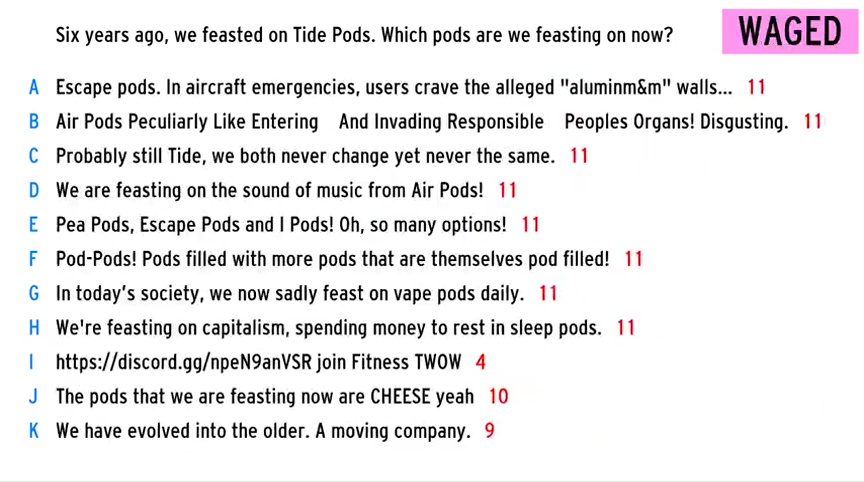 Six years ago, we feasted on Tide Pods. Which pods are we feasting on now?
WAGED
A Escape pods. In aircraft emergencies, users crave the alleged "aluminm&m" walls... 11
B Air Pods Peculiarly Like Entering And Invading Responsible Peoples Organs! Disgusting. 11
C Probably still Tide, we both never change yet never the same. 11
D We are feasting on the sound of music from Air Pods! 11
E Pea Pods, Escape Pods and I Pods! Oh, so many options! 11
F Pod-Pods! Pods filled with more pods that are themselves pod filled! 11
G In today's society, we now sadly feast on vape pods daily. 11
H We're feasting on capitalism, spending money to rest in sleep pods. 11
I https://discord.gg/npeN9anVSR join Fitness TWOW 4
J The pods that we are feasting now are CHEESE yeah 10
K We have evolved into the older. A moving company. 9